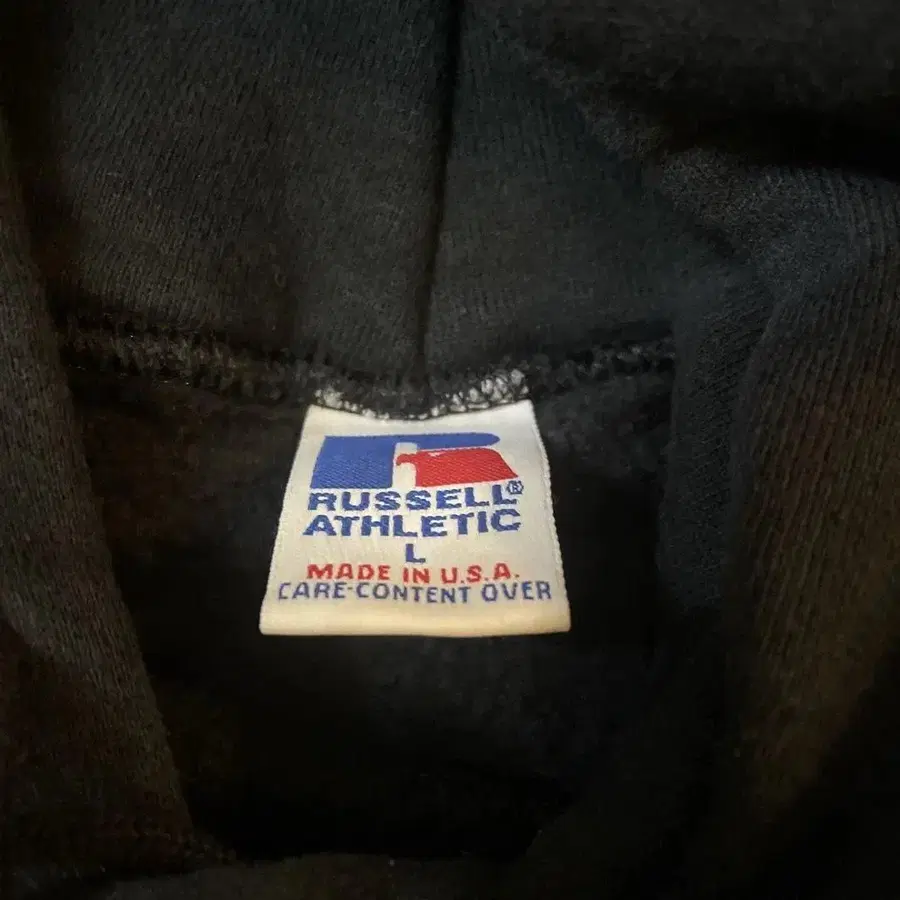 RUSSELL®
ATHLETIC
L
MADE IN U.S.A.
CARE-CONTENT OVER